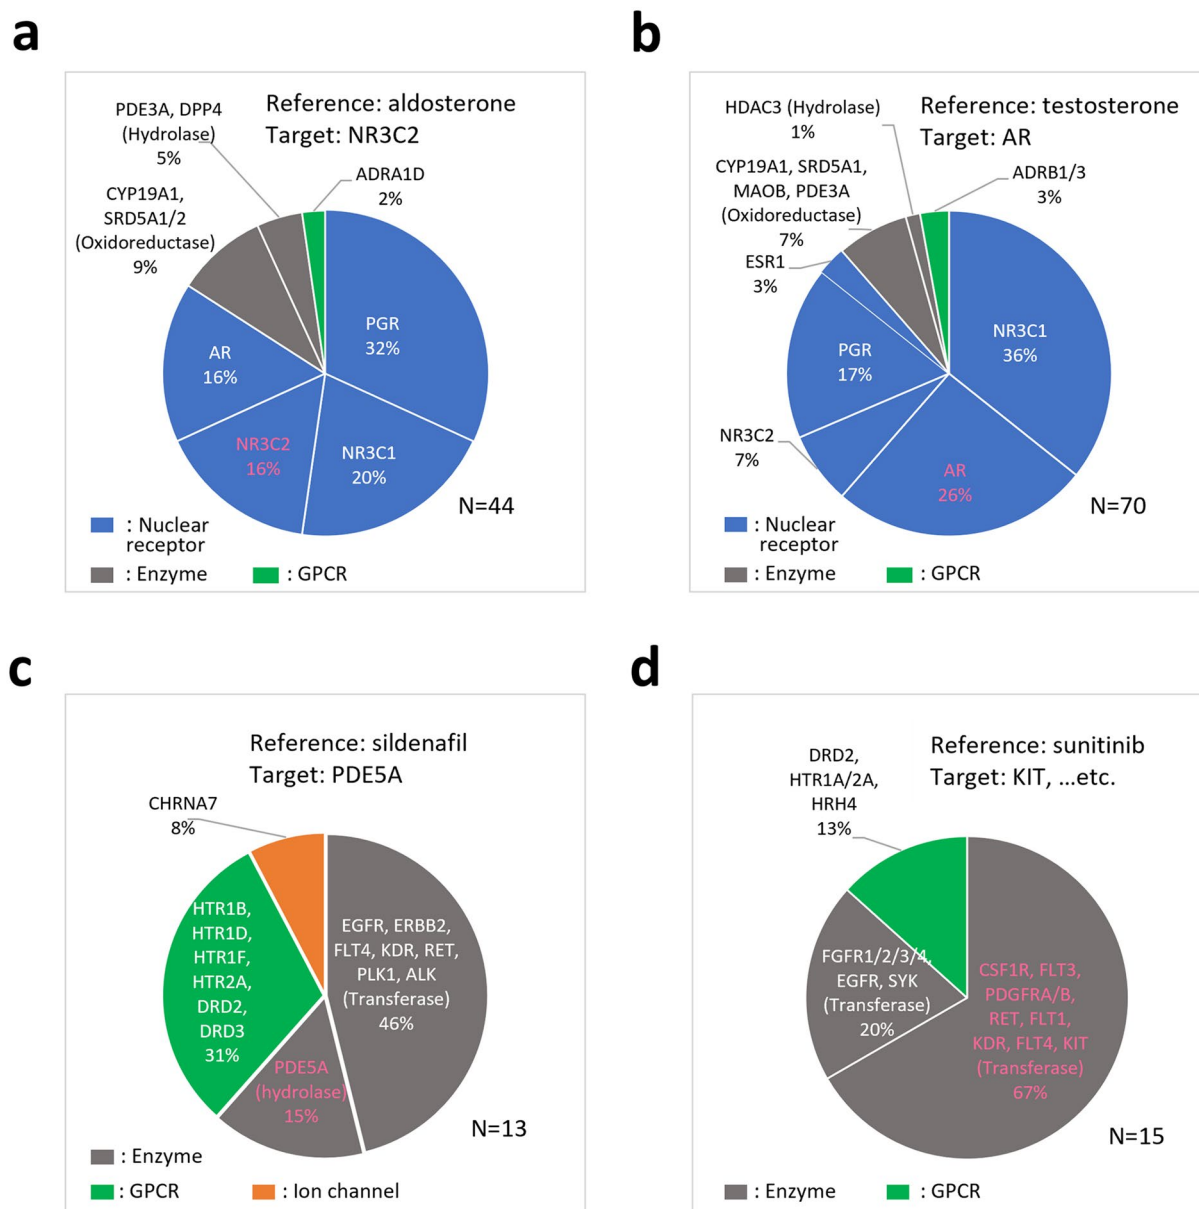 a
Reference: aldosterone
Target: NR3C2
PDE3A, DPP4
(Hydrolase)
5%
ADRA1D
2%
CYP19A1,
SRD5A1/2
(Oxidoreductase)
9%
PGR
32%
AR
16%
NR3C2
16%
NR3C1
20%
N=44
: Nuclear
receptor
: Enzyme
: GPCR
b
Reference: testosterone
Target: AR
HDAC3 (Hydrolase)
1%
CYP19A1, SRD5A1,
MAOB, PDE3A
(Oxidoreductase)
7%
ADRB1/3
3%
ESR1
3%
NR3C1
36%
PGR
17%
NR3C2
7%
AR
26%
N=70
: Nuclear
receptor
: Enzyme
: GPCR
c
Reference: sildenafil
Target: PDE5A
CHRNA7
8%
HTR1B,
HTR1D,
HTR1F,
HTR2A,
DRD2,
DRD3
31%
EGFR, ERBB2,
FLT4, KDR, RET,
PLK1, ALK
(Transferase)
46%
PDE5A
(hydrolase)
15%
N=13
: Enzyme
: GPCR
: Ion channel
d
Reference: sunitinib
Target: KIT, ...etc.
DRD2,
HTR1A/2A,
HRH4
13%
FGFR1/2/3/4,
EGFR, SYK
(Transferase)
20%
CSF1R, FLT3,
PDGFRA/B,
RET, FLT1,
KDR, FLT4, KIT
(Transferase)
67%
N=15
: Enzyme
: GPCR